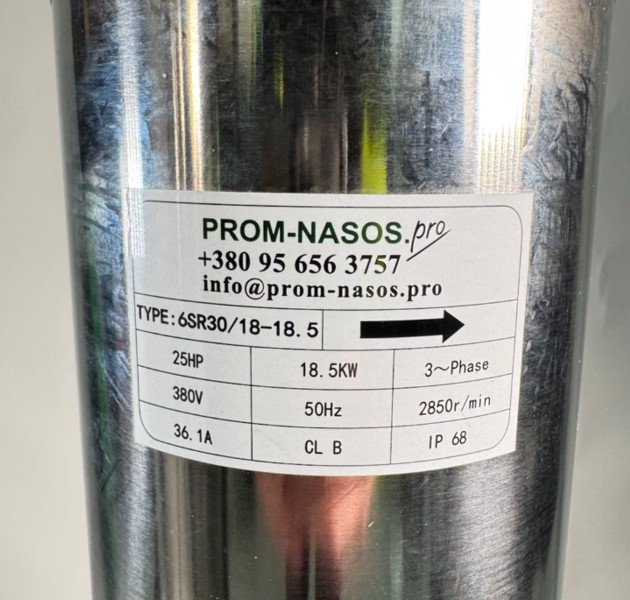 PROM-NASOS.pro
+380 95 656 3757
info@prom-nasos.pro
TYPE:6SR30/18-18.5
25HP 18.5KW 3~Phase
380V 50Hz 2850r/min
36.1A CL B IP 68